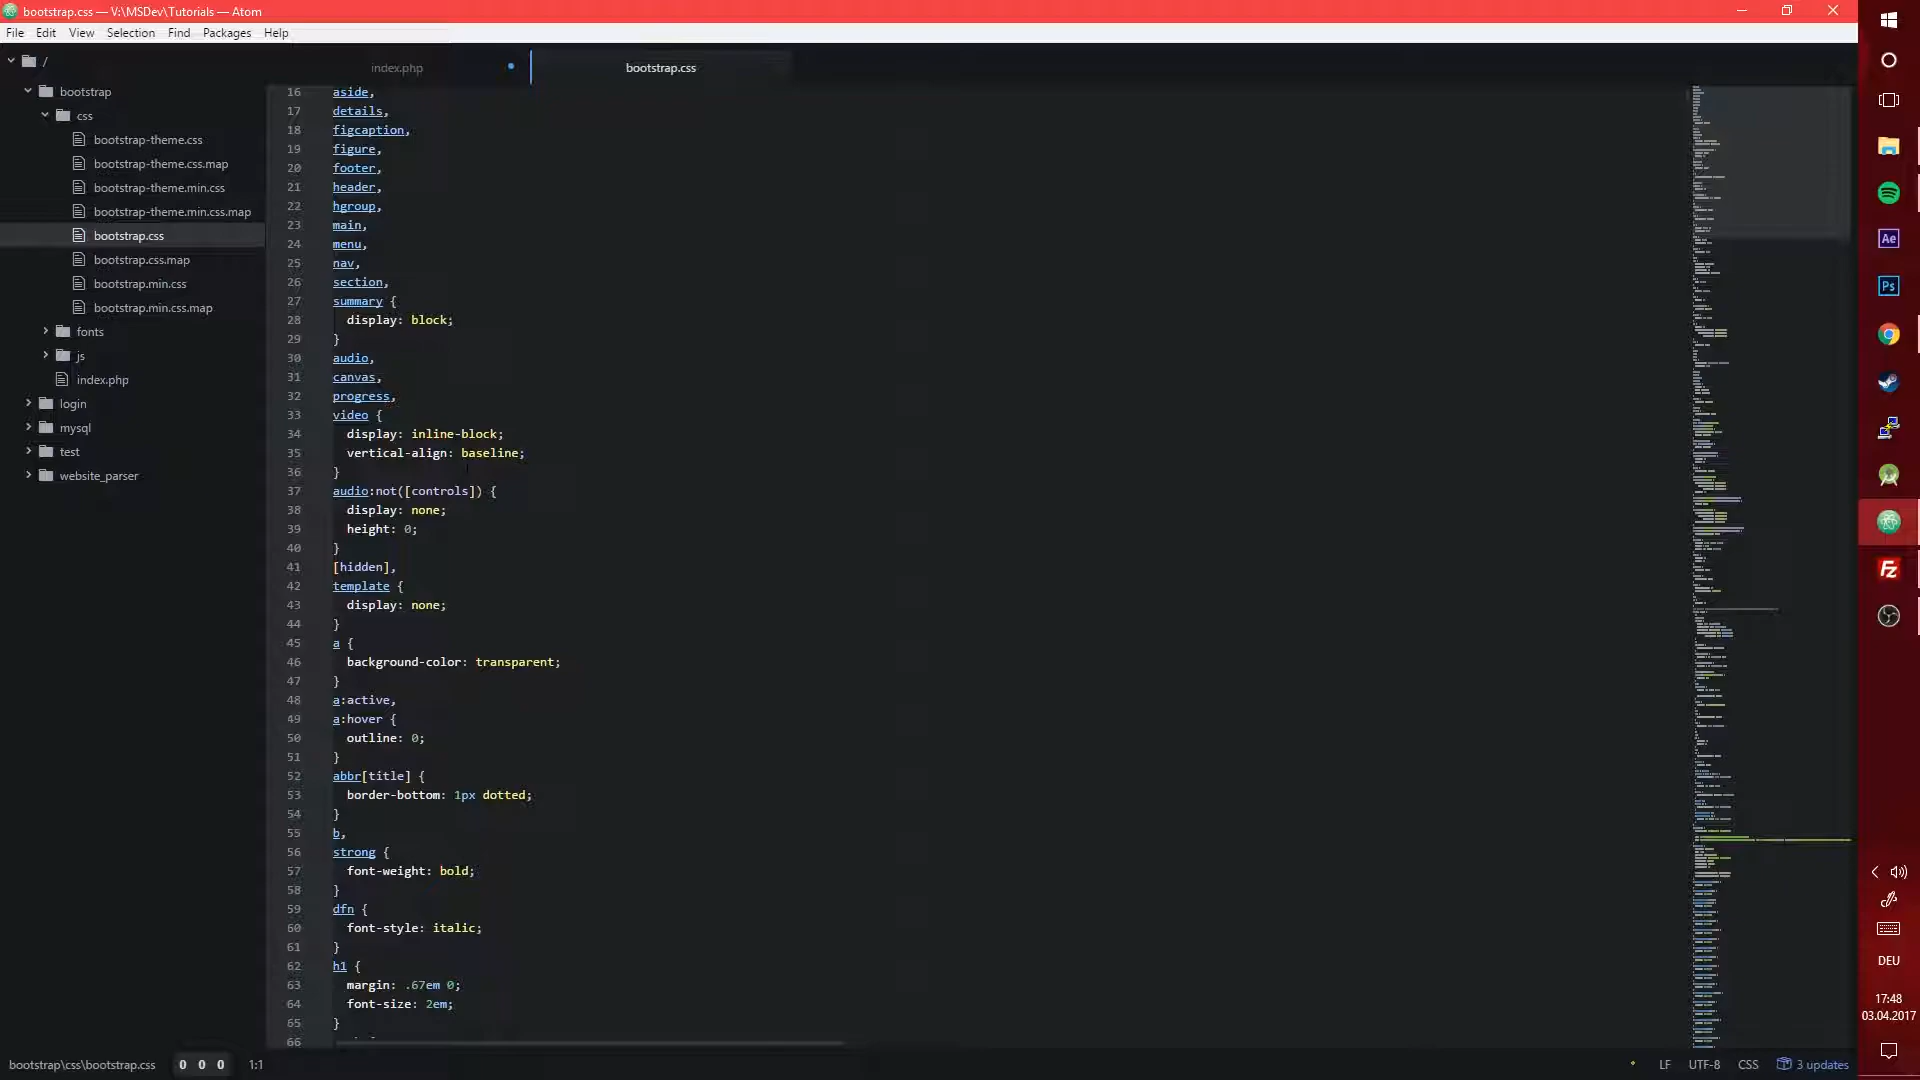 bootstrap.css — V:\MSDev\Tutorials — Atom
File Edit View Selection Find Packages Help
/
bootstrap
css
bootstrap-theme.css
bootstrap-theme.css.map
bootstrap-theme.min.css
bootstrap-theme.min.css.map
bootstrap.css
bootstrap.css.map
bootstrap.min.css
bootstrap.min.css.map
fonts
js
index.php
login
mysql
test
website_parser
index.php bootstrap.css
16 aside,
17 details,
18 figcaption,
19 figure,
20 footer,
21 header,
22 hgroup,
23 main,
24 menu,
25 nav,
26 section,
27 summary {
28 display: block;
29 }
30 audio,
31 canvas,
32 progress,
33 video {
34 display: inline-block;
35 vertical-align: baseline;
36 }
37 audio:not([controls]) {
38 display: none;
39 height: 0;
40 }
41 [hidden],
42 template {
43 display: none;
44 }
45 a {
46 background-color: transparent;
47 }
48 a:active,
49 a:hover {
50 outline: 0;
51 }
52 abbr[title] {
53 border-bottom: 1px dotted;
54 }
55 b,
56 strong {
57 font-weight: bold;
58 }
59 dfn {
60 font-style: italic;
61 }
62 h1 {
63 margin: .67em 0;
64 font-size: 2em;
65 }
66
Ae
Ps
Fz
DEU
17:48
03.04.2017
bootstrap\css\bootstrap.css 0 0 0 1:1 LF UTF-8 CSS 3 updates